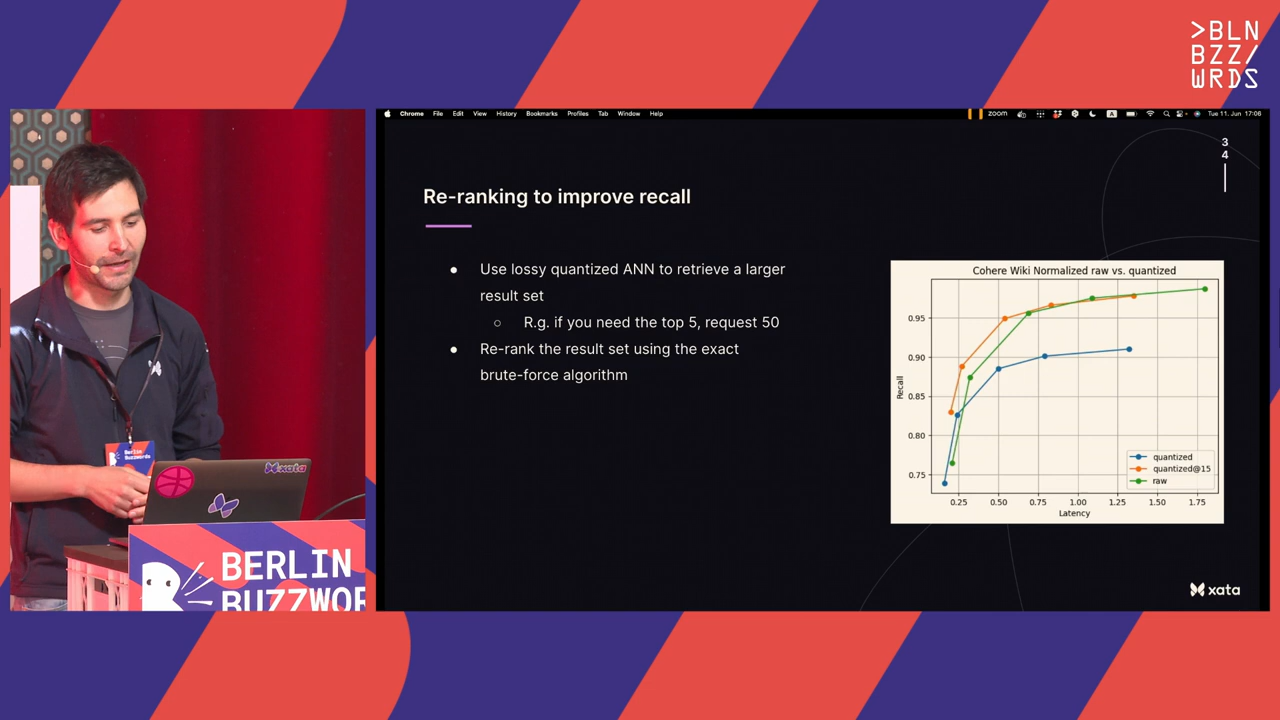 >BLN
BZZ/
WRDS
Chrome File Edit View History Bookmarks Profiles Tab Window Help
zoom A Tue 11. Jun 17:06
3
4
Re-ranking to improve recall
● Use lossy quantized ANN to retrieve a larger
result set
○ R.g. if you need the top 5, request 50
● Re-rank the result set using the exact
brute-force algorithm
Cohere Wiki Normalized raw vs. quantized
0.95
0.90
0.85
0.80
0.75
Recall
quantized
quantized@15
raw
0.25 0.50 0.75 1.00 1.25 1.50 1.75
Latency
xata
Berlin
Buzzwords
xata
BERLIN
BUZZWOR